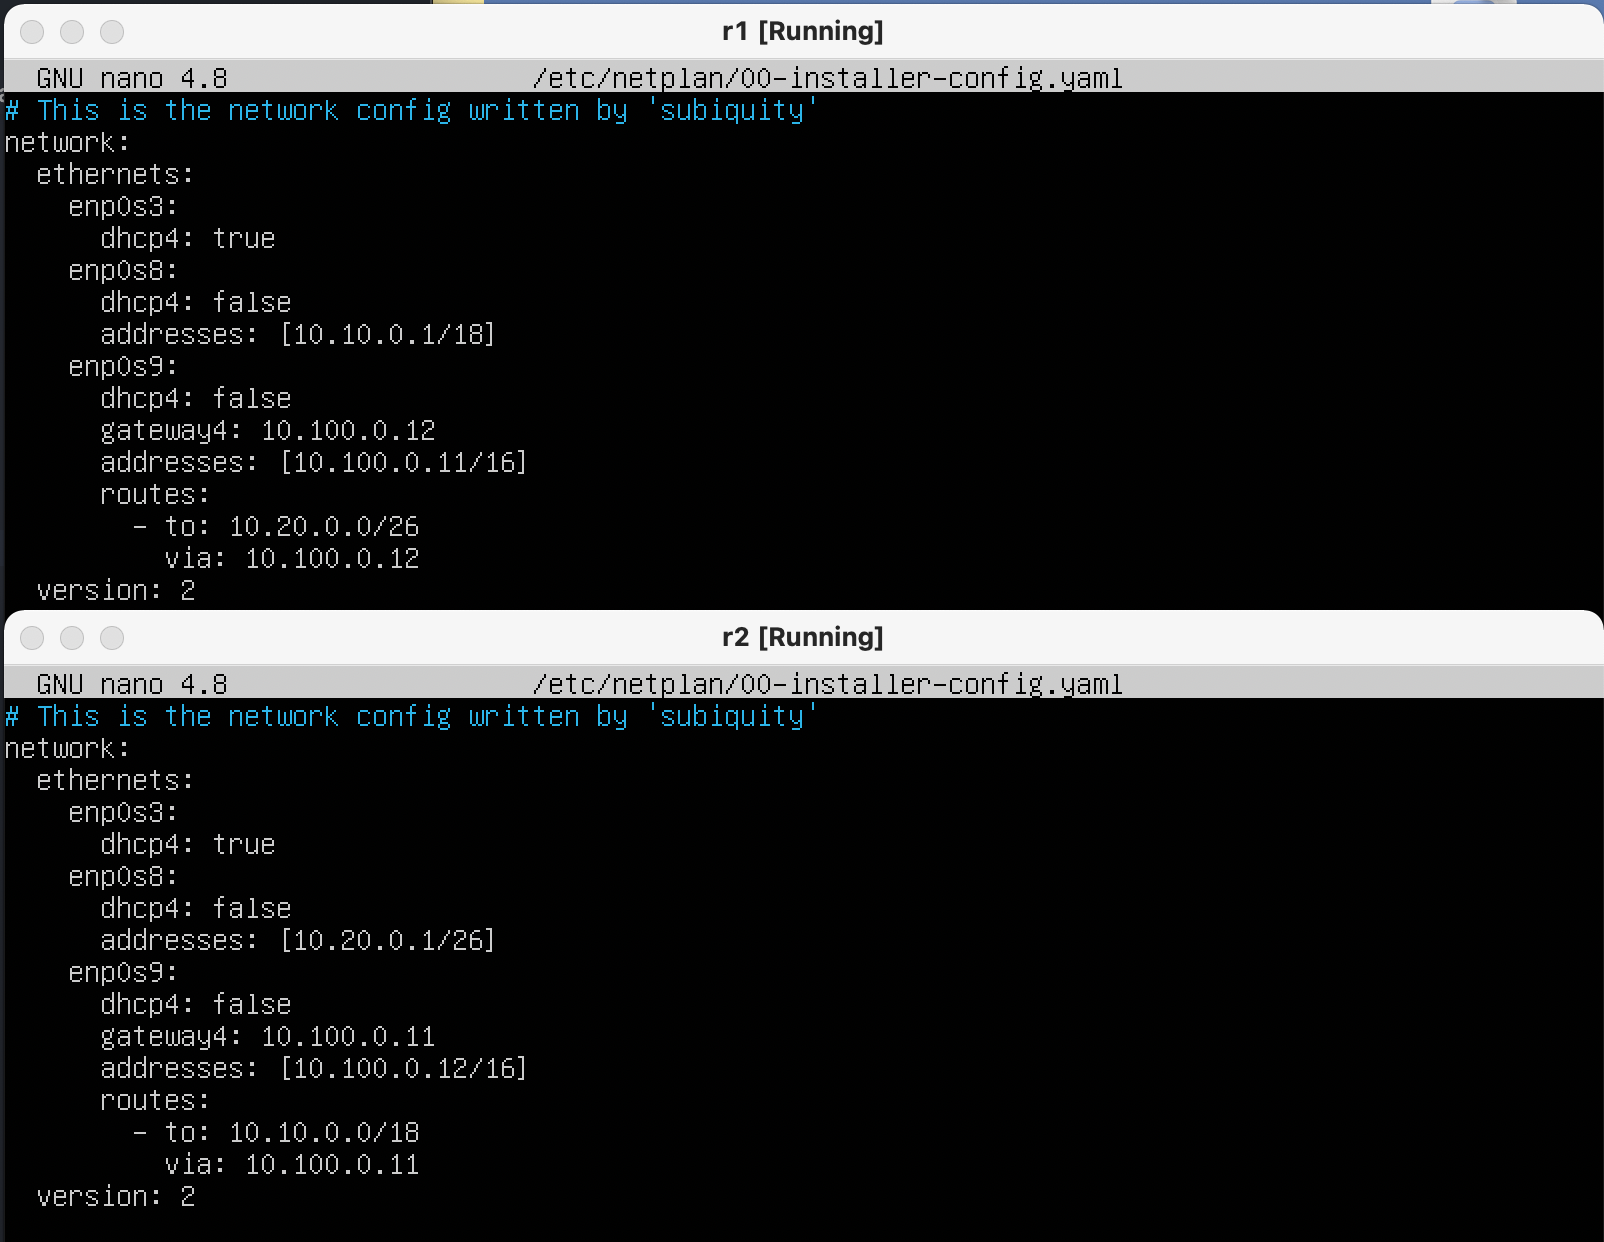 r1 [Running]
GNU nano 4.8 /etc/netplan/00-installer-config.yaml
# This is the network config written by 'subiquity'
network:
  ethernets:
    enp0s3:
      dhcp4: true
    enp0s8:
      dhcp4: false
      addresses: [10.10.0.1/18]
    enp0s9:
      dhcp4: false
      gateway4: 10.100.0.12
      addresses: [10.100.0.11/16]
      routes:
        - to: 10.20.0.0/26
          via: 10.100.0.12
  version: 2
r2 [Running]
GNU nano 4.8 /etc/netplan/00-installer-config.yaml
# This is the network config written by 'subiquity'
network:
  ethernets:
    enp0s3:
      dhcp4: true
    enp0s8:
      dhcp4: false
      addresses: [10.20.0.1/26]
    enp0s9:
      dhcp4: false
      gateway4: 10.100.0.11
      addresses: [10.100.0.12/16]
      routes:
        - to: 10.10.0.0/18
          via: 10.100.0.11
  version: 2